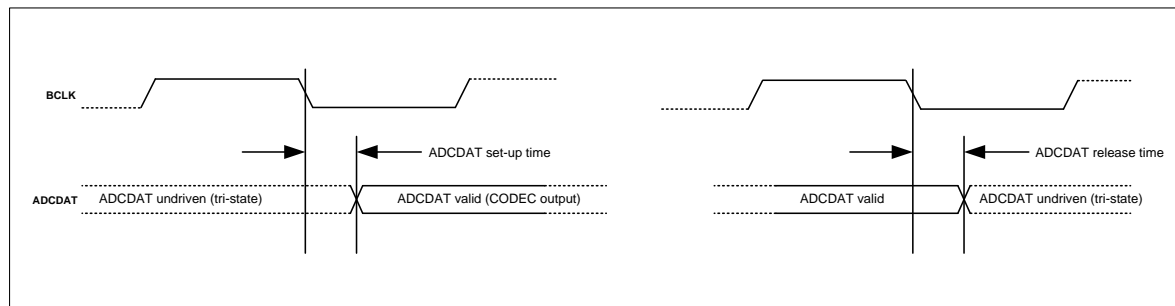 BCLK
ADCDAT set-up time
ADCDAT release time
ADCDAT
ADCDAT undriven (tri-state)
ADCDAT valid (CODEC output)
ADCDAT valid
ADCDAT undriven (tri-state)